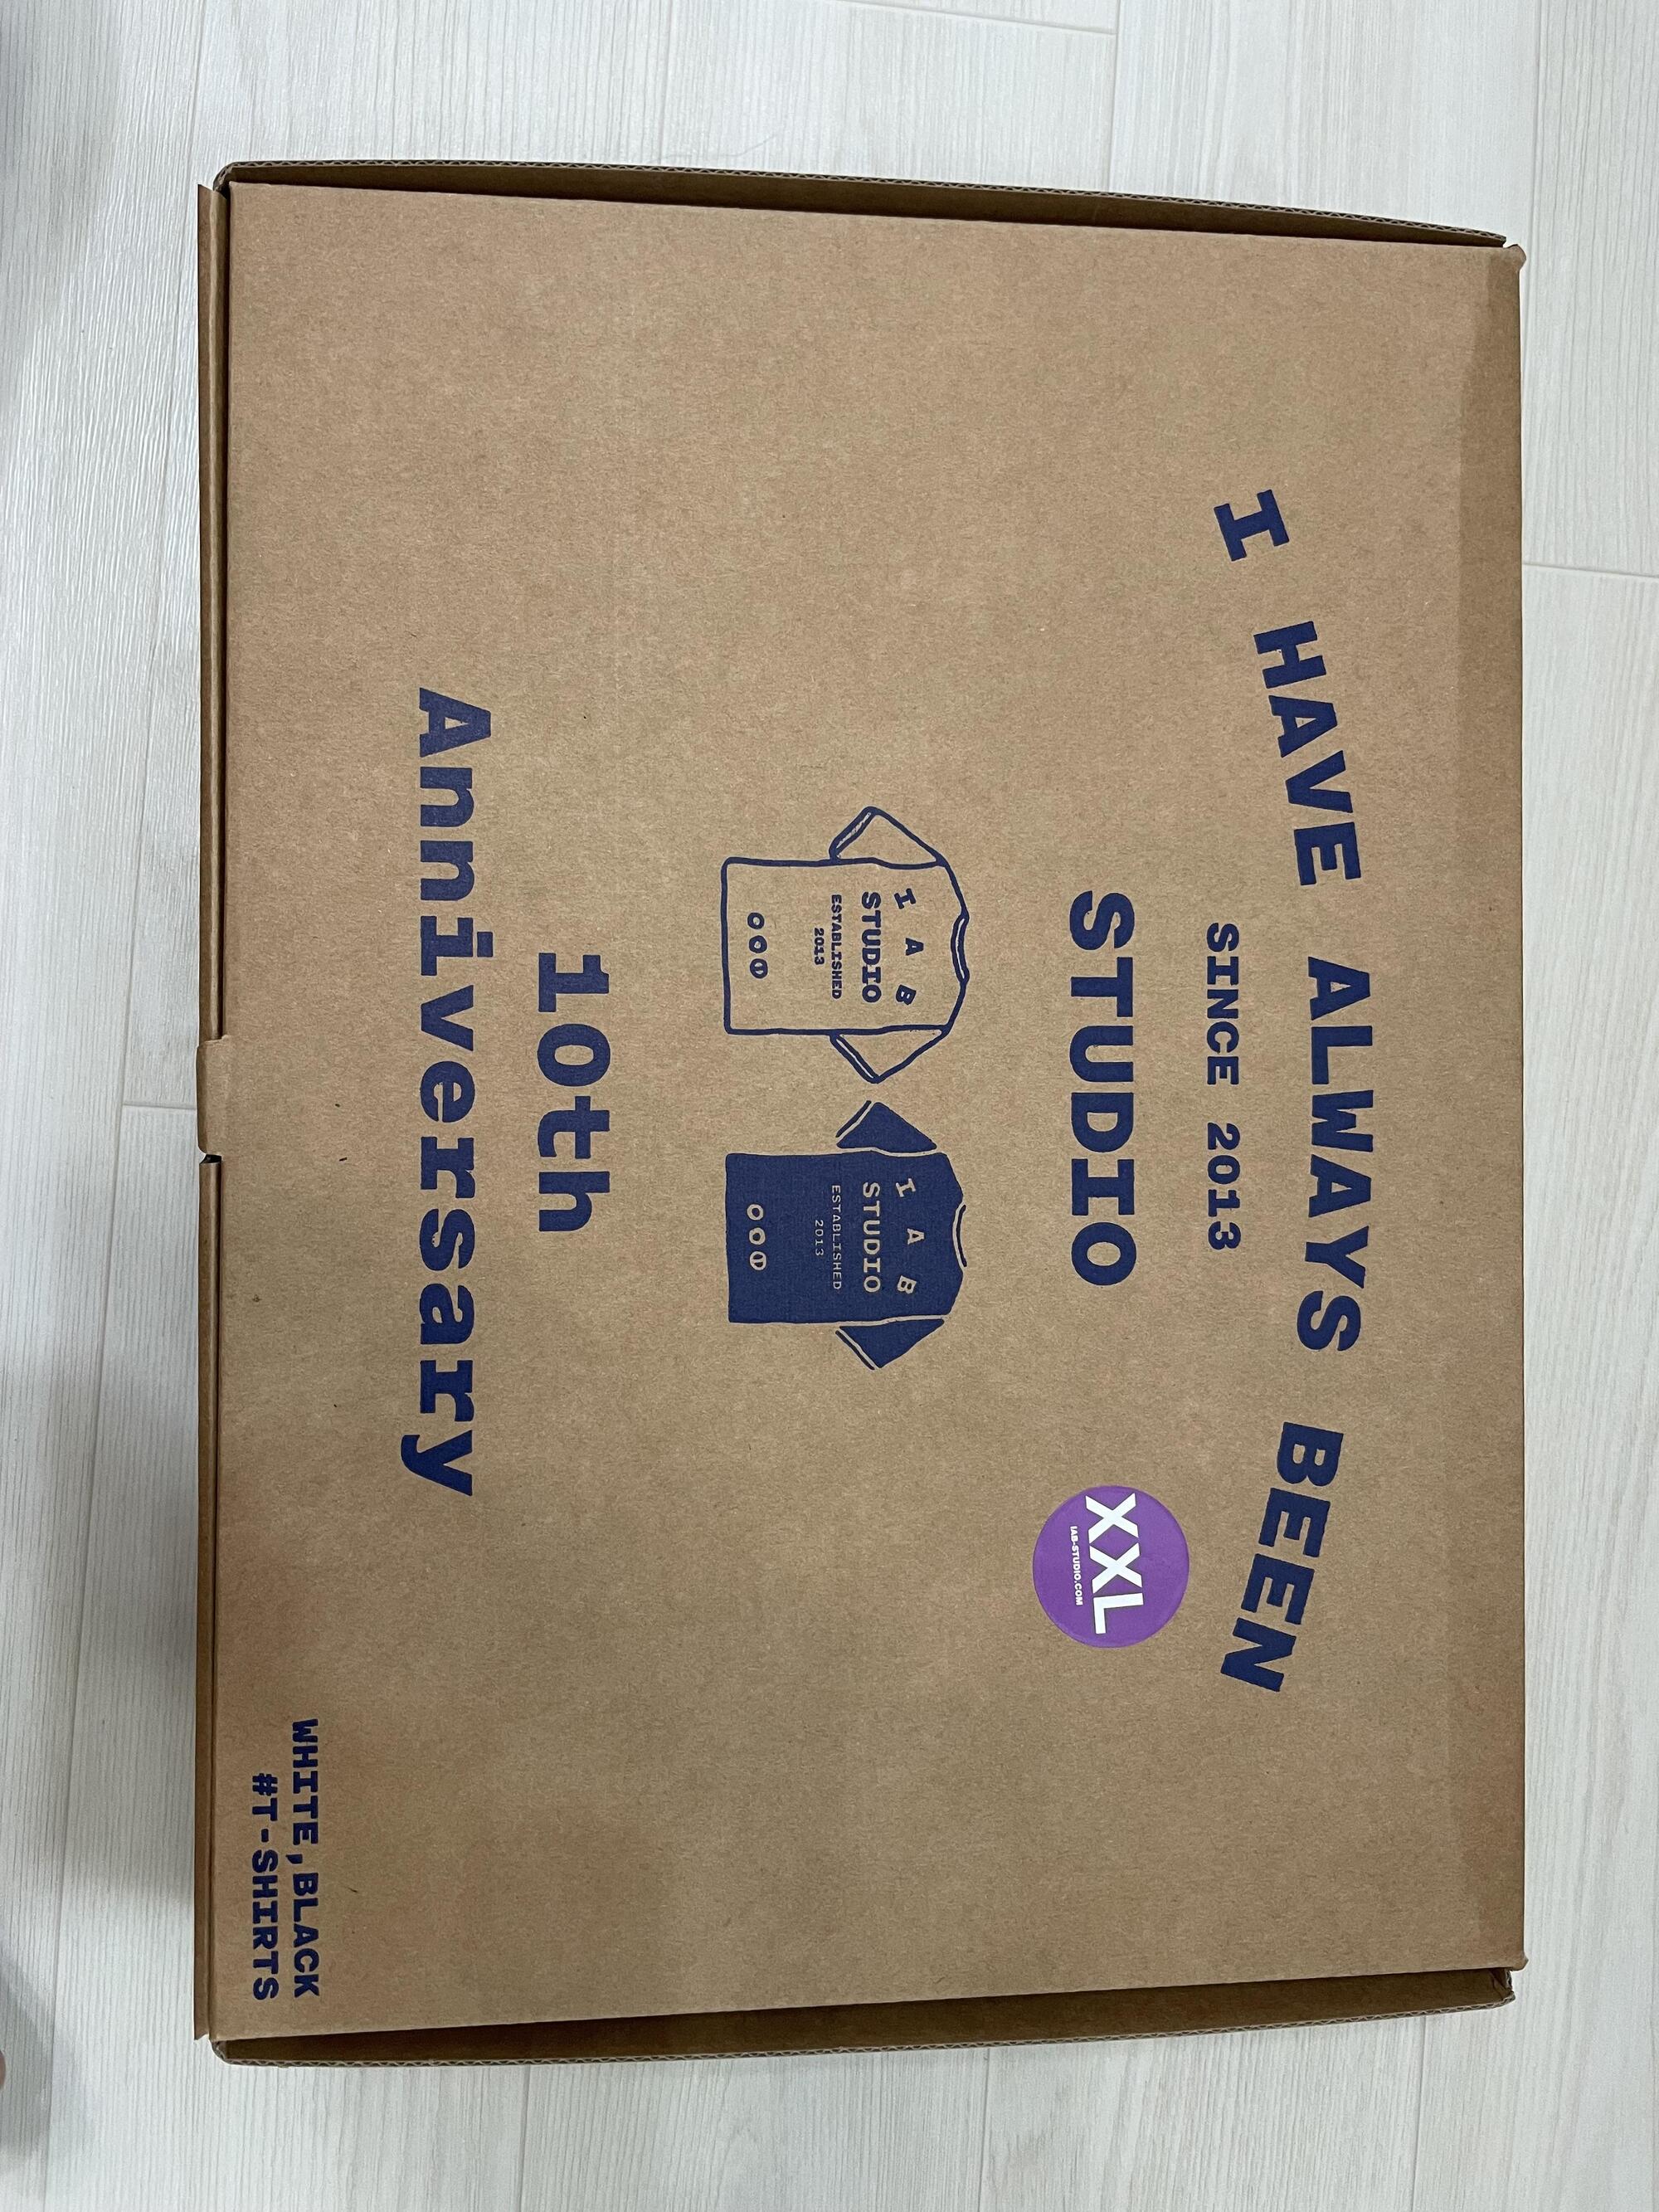 I HAVE ALWAYS BEEN
SINCE 2013
STUDIO
XXL
IAB-STUDIO.COM
I A B
STUDIO
ESTABLISHED
2013
I A B
STUDIO
ESTABLISHED
2013
10th
Anniversary
WHITE,BLACK
#T-SHIRTS